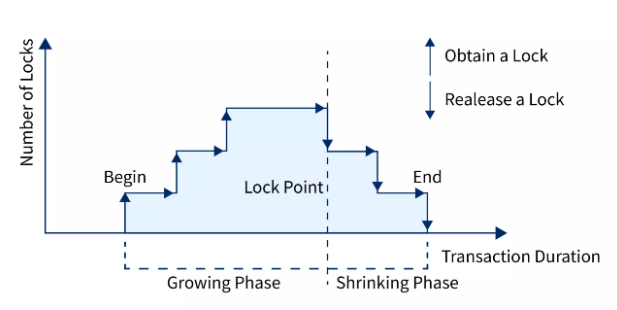 Number of Locks
Obtain a Lock
Realease a Lock
Begin
Lock Point
End
Transaction Duration
Growing Phase
Shrinking Phase